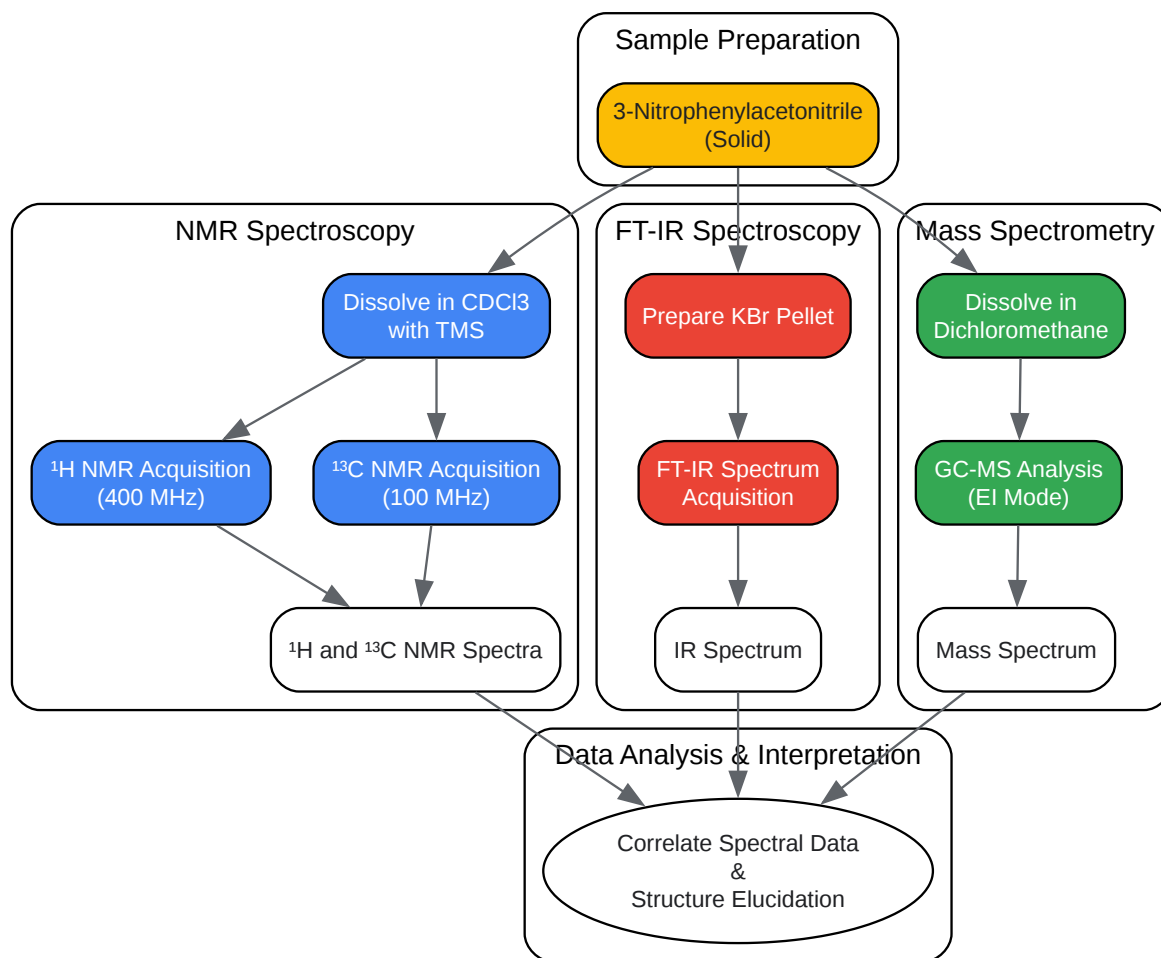 Sample Preparation
3-Nitrophenylacetonitrile
(Solid)
NMR Spectroscopy
FT-IR Spectroscopy
Mass Spectrometry
Dissolve in CDCl3
with TMS
Prepare KBr Pellet
Dissolve in
Dichloromethane
¹H NMR Acquisition
(400 MHz)
¹³C NMR Acquisition
(100 MHz)
FT-IR Spectrum
Acquisition
GC-MS Analysis
(EI Mode)
¹H and ¹³C NMR Spectra
IR Spectrum
Mass Spectrum
Data Analysis & Interpretation
Correlate Spectral Data
&
Structure Elucidation